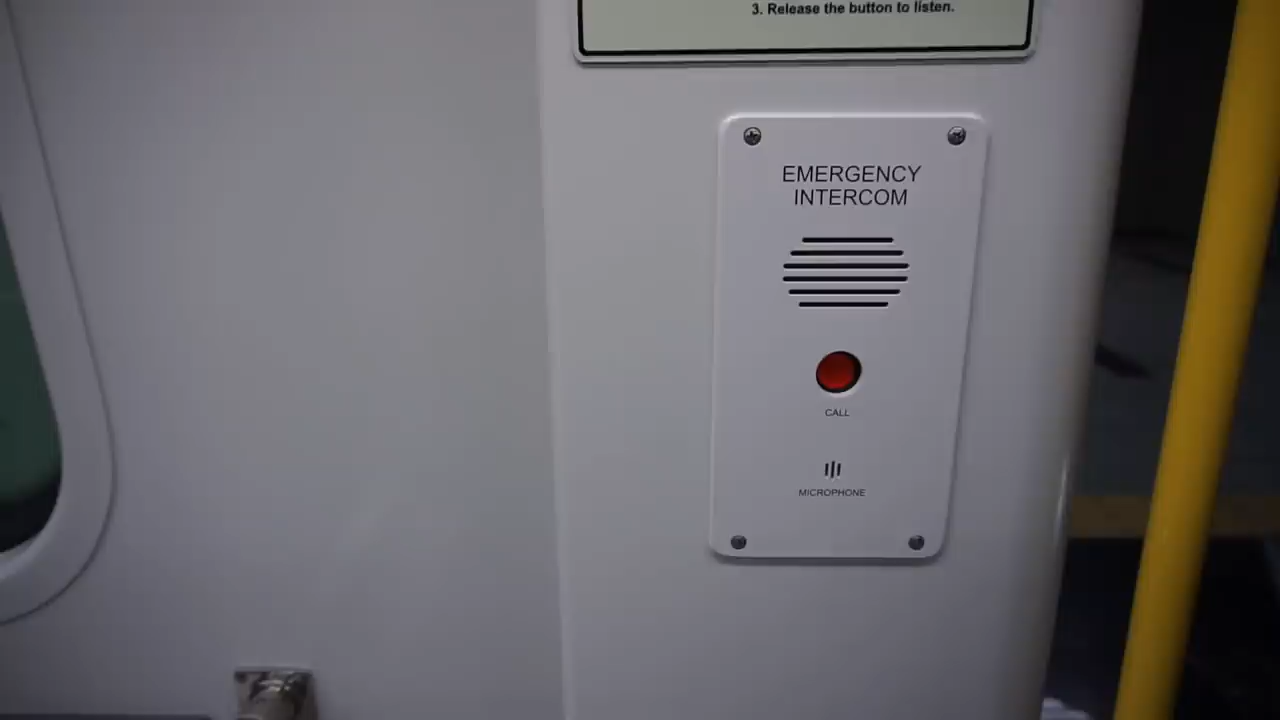 3. Release the button to listen.
EMERGENCY
INTERCOM
CALL
MICROPHONE